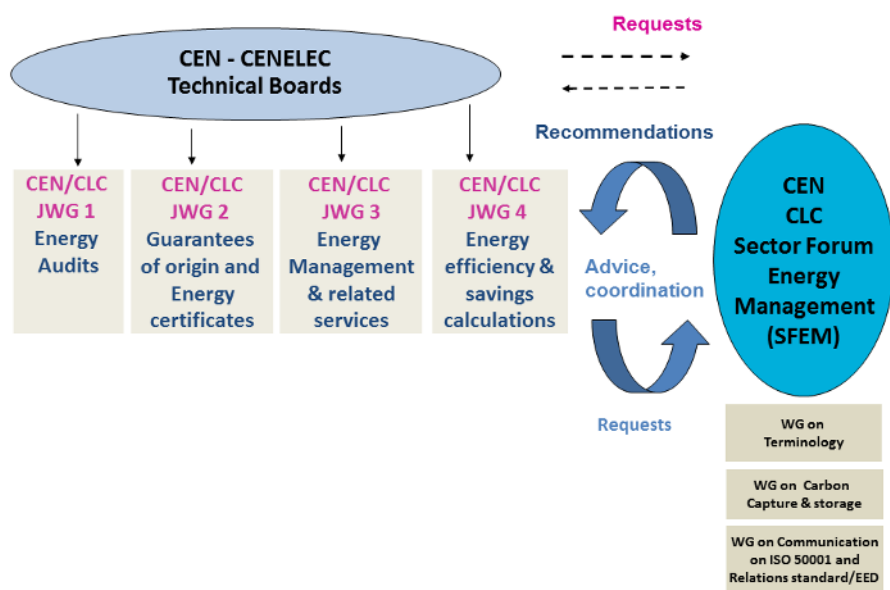 Requests
CEN - CENELEC
Technical Boards
Recommendations
CEN/CLC
JWG 1
Energy
Audits
CEN/CLC
JWG 2
Guarantees
of origin and
Energy
certificates
CEN/CLC
JWG 3
Energy
Management
& related
services
CEN/CLC
JWG 4
Energy
efficiency &
savings
calculations
Advice,
coordination
Requests
CEN
CLC
Sector Forum
Energy
Management
(SFEM)
WG on
Terminology
WG on Carbon
Capture & storage
WG on Communication
on ISO 50001 and
Relations standard/EED